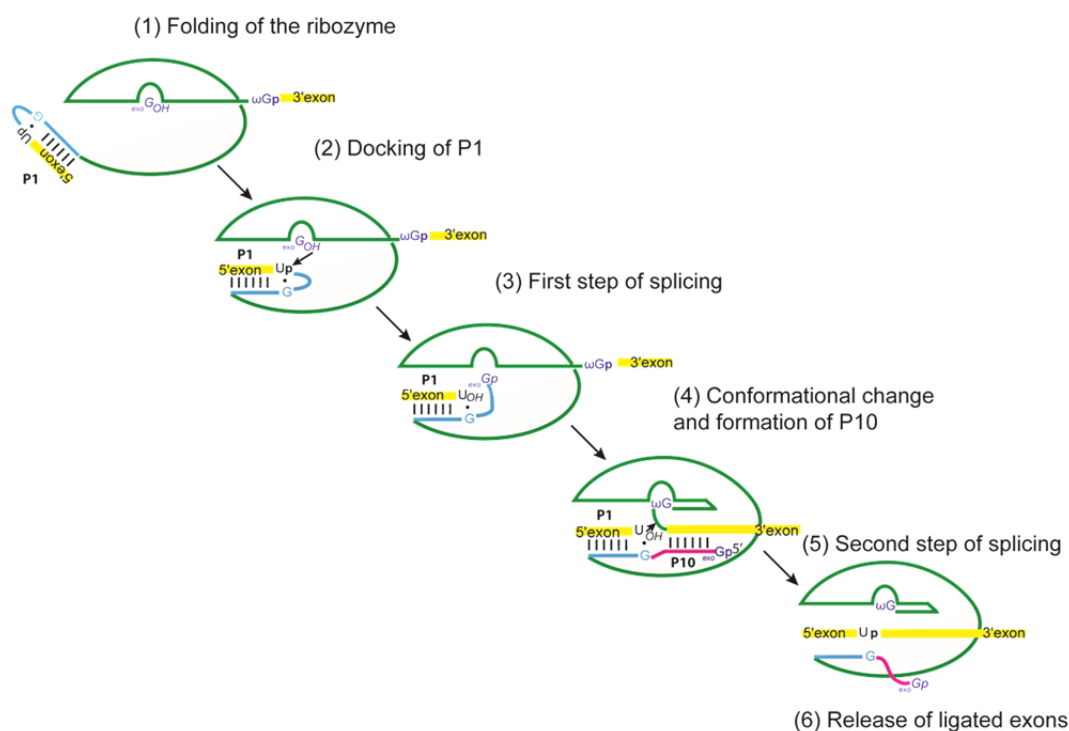 (1) Folding of the ribozyme
exoGOH
ωGp 3'exon
G
Up
5'exon
P1
(2) Docking of P1
exoGOH
ωGp 3'exon
P1
5'exon Up
G
(3) First step of splicing
ωGp 3'exon
P1
exoGp
5'exon UOH
G
(4) Conformational change
and formation of P10
ωG
P1
5'exon U OH 3'exon
G P10 exoGp5'
(5) Second step of splicing
ωG
5'exon Up 3'exon
G
exoGp
(6) Release of ligated exons